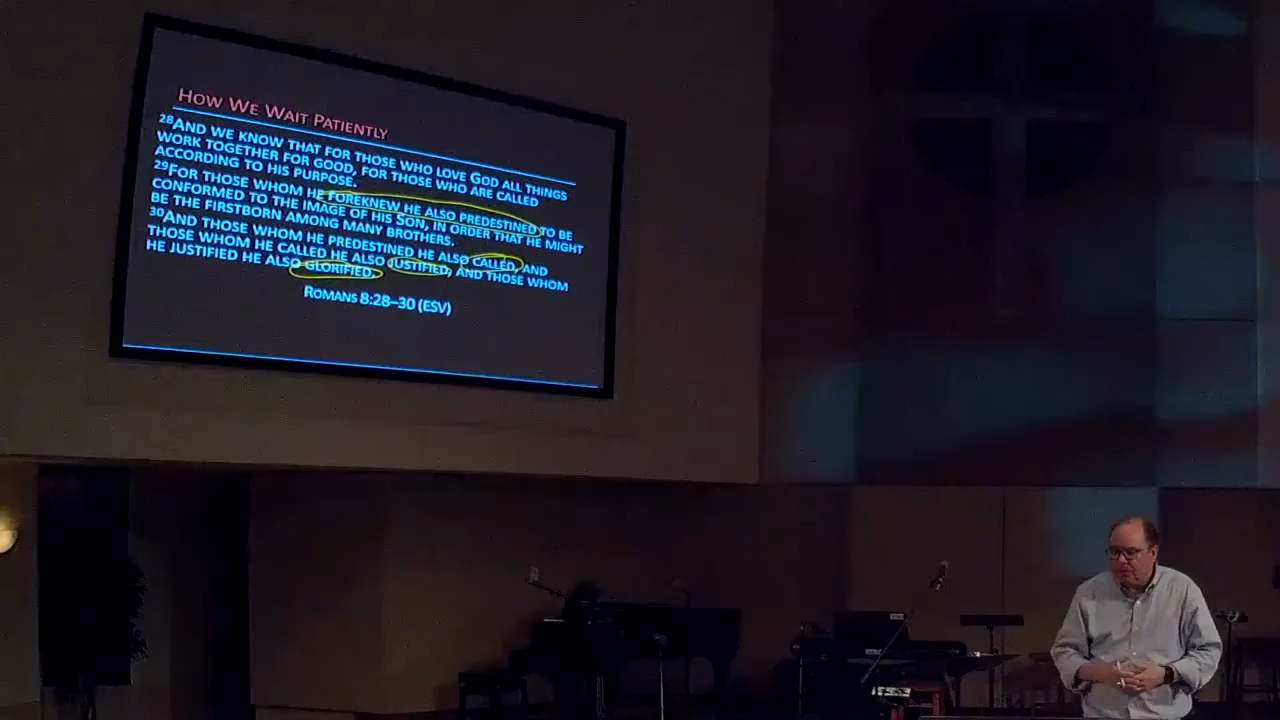 HOW WE WAIT PATIENTLY
28AND WE KNOW THAT FOR THOSE WHO LOVE GOD ALL THINGS
WORK TOGETHER FOR GOOD, FOR THOSE WHO ARE CALLED
ACCORDING TO HIS PURPOSE.
29FOR THOSE WHOM HE FOREKNEW HE ALSO PREDESTINED TO BE
CONFORMED TO THE IMAGE OF HIS SON, IN ORDER THAT HE MIGHT
BE THE FIRSTBORN AMONG MANY BROTHERS.
30AND THOSE WHOM HE PREDESTINED HE ALSO CALLED, AND
THOSE WHOM HE CALLED HE ALSO JUSTIFIED, AND THOSE WHOM
HE JUSTIFIED HE ALSO GLORIFIED.
ROMANS 8:28–30 (ESV)